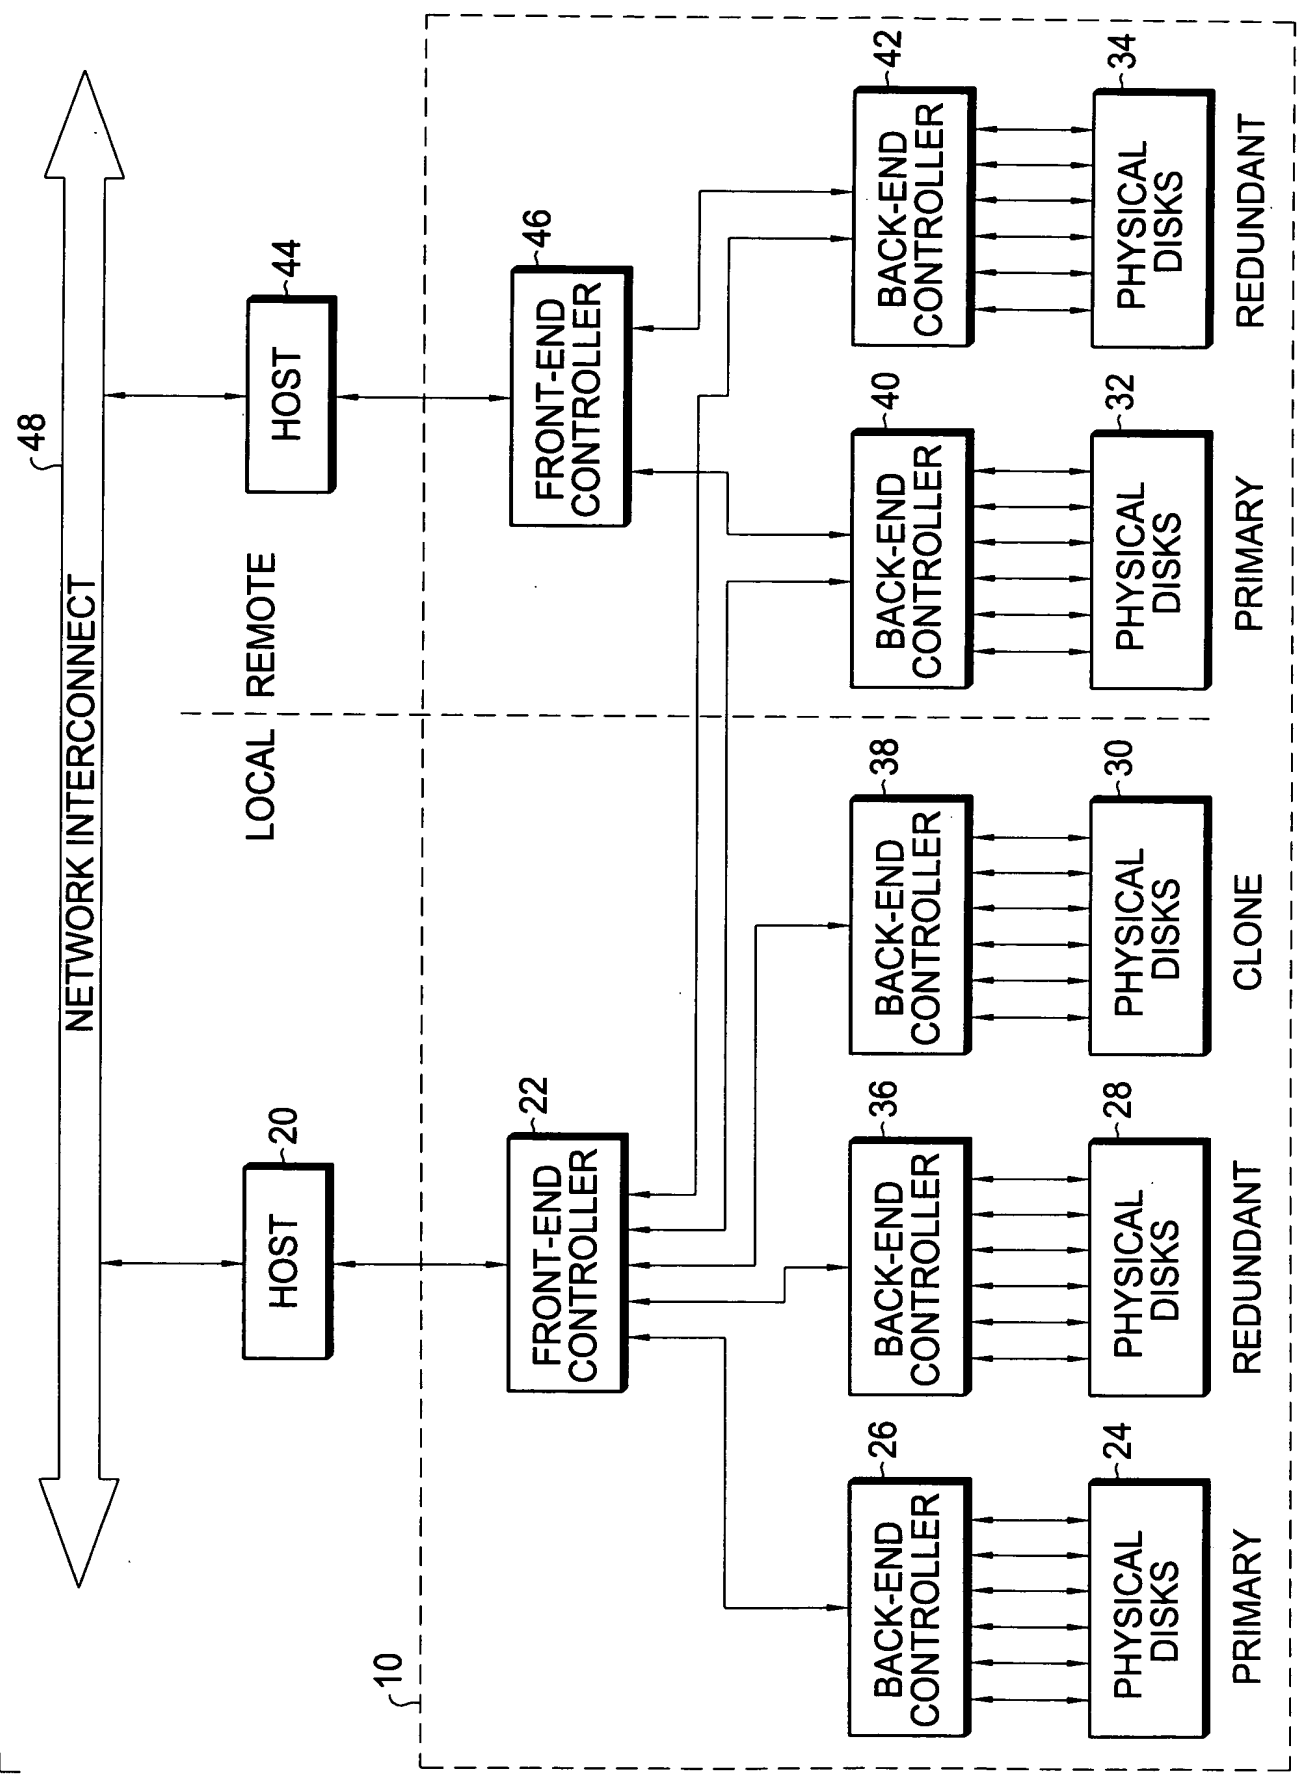 48
NETWORK INTERCONNECT
LOCAL
REMOTE
20
HOST
44
HOST
10
22
FRONT-END
CONTROLLER
46
FRONT-END
CONTROLLER
26
BACK-END
CONTROLLER
36
BACK-END
CONTROLLER
38
BACK-END
CONTROLLER
40
BACK-END
CONTROLLER
42
BACK-END
CONTROLLER
24
PHYSICAL
DISKS
28
PHYSICAL
DISKS
30
PHYSICAL
DISKS
32
PHYSICAL
DISKS
34
PHYSICAL
DISKS
PRIMARY
REDUNDANT
CLONE
PRIMARY
REDUNDANT